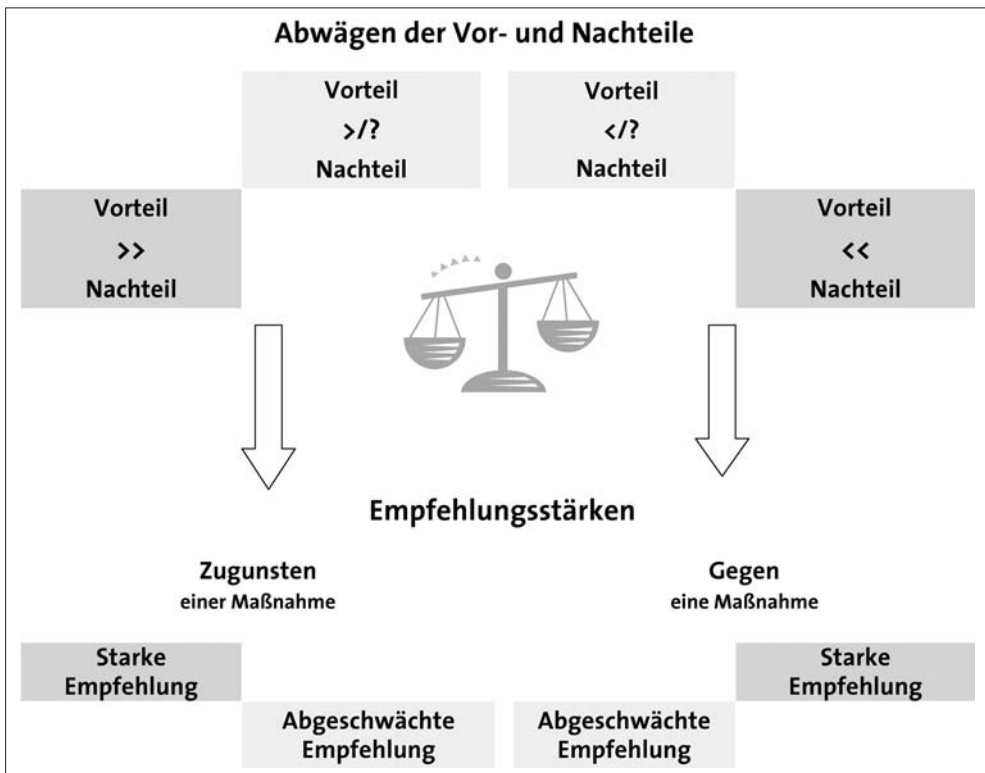 Abwägen der Vor- und Nachteile
Vorteil
>/?
Nachteil
Vorteil
</?
Nachteil
Vorteil
>>
Nachteil
Vorteil
<<
Nachteil
Empfehlungsstärken
Zugunsten
einer Maßnahme
Gegen
eine Maßnahme
Starke
Empfehlung
Starke
Empfehlung
Abgeschwächte
Empfehlung
Abgeschwächte
Empfehlung